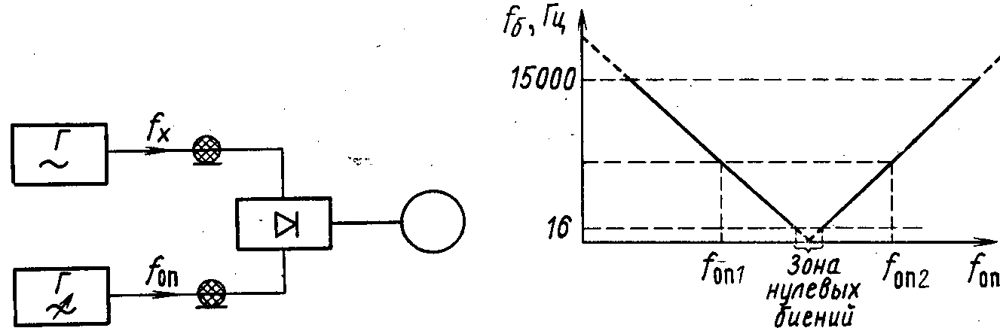 Г
~
fх
Г
~
fоп
fб, Гц
15000
16
fоп1
Зона
нулевых
биений
fоп2
fоп